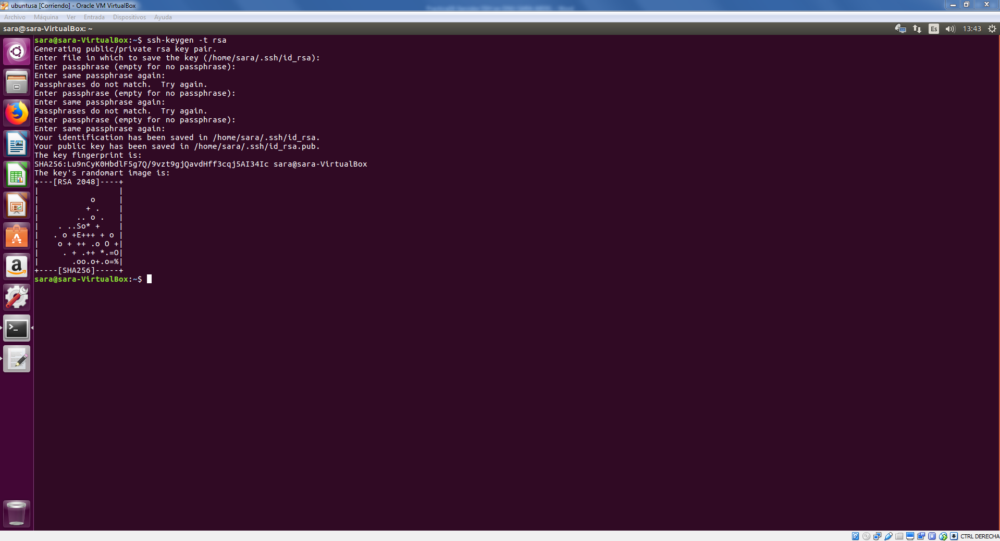 ubuntusa [Corriendo] - Oracle VM VirtualBox
Archivo Máquina Ver Entrada Dispositivos Ayuda
sara@sara-VirtualBox: ~ Es 13:43
sara@sara-VirtualBox:~$ ssh-keygen -t rsa
Generating public/private rsa key pair.
Enter file in which to save the key (/home/sara/.ssh/id_rsa):
Enter passphrase (empty for no passphrase):
Enter same passphrase again:
Passphrases do not match.  Try again.
Enter passphrase (empty for no passphrase):
Enter same passphrase again:
Passphrases do not match.  Try again.
Enter passphrase (empty for no passphrase):
Enter same passphrase again:
Your identification has been saved in /home/sara/.ssh/id_rsa.
Your public key has been saved in /home/sara/.ssh/id_rsa.pub.
The key fingerprint is:
SHA256:Lu9nCyK0HbdlF5g7Q/9vzt9gjQavdHff3cqj5AI34Ic sara@sara-VirtualBox
The key's randomart image is:
+---[RSA 2048]----+
|                 |
|           o     |
|          + .    |
|        .. o .   |
|    . ..So* +    |
|   . o +E+++ + o |
|    o + ++ .o O +|
|     . + .++ *.=O|
|       .oo.o+.o=%|
+----[SHA256]-----+
sara@sara-VirtualBox:~$
CTRL DERECHA